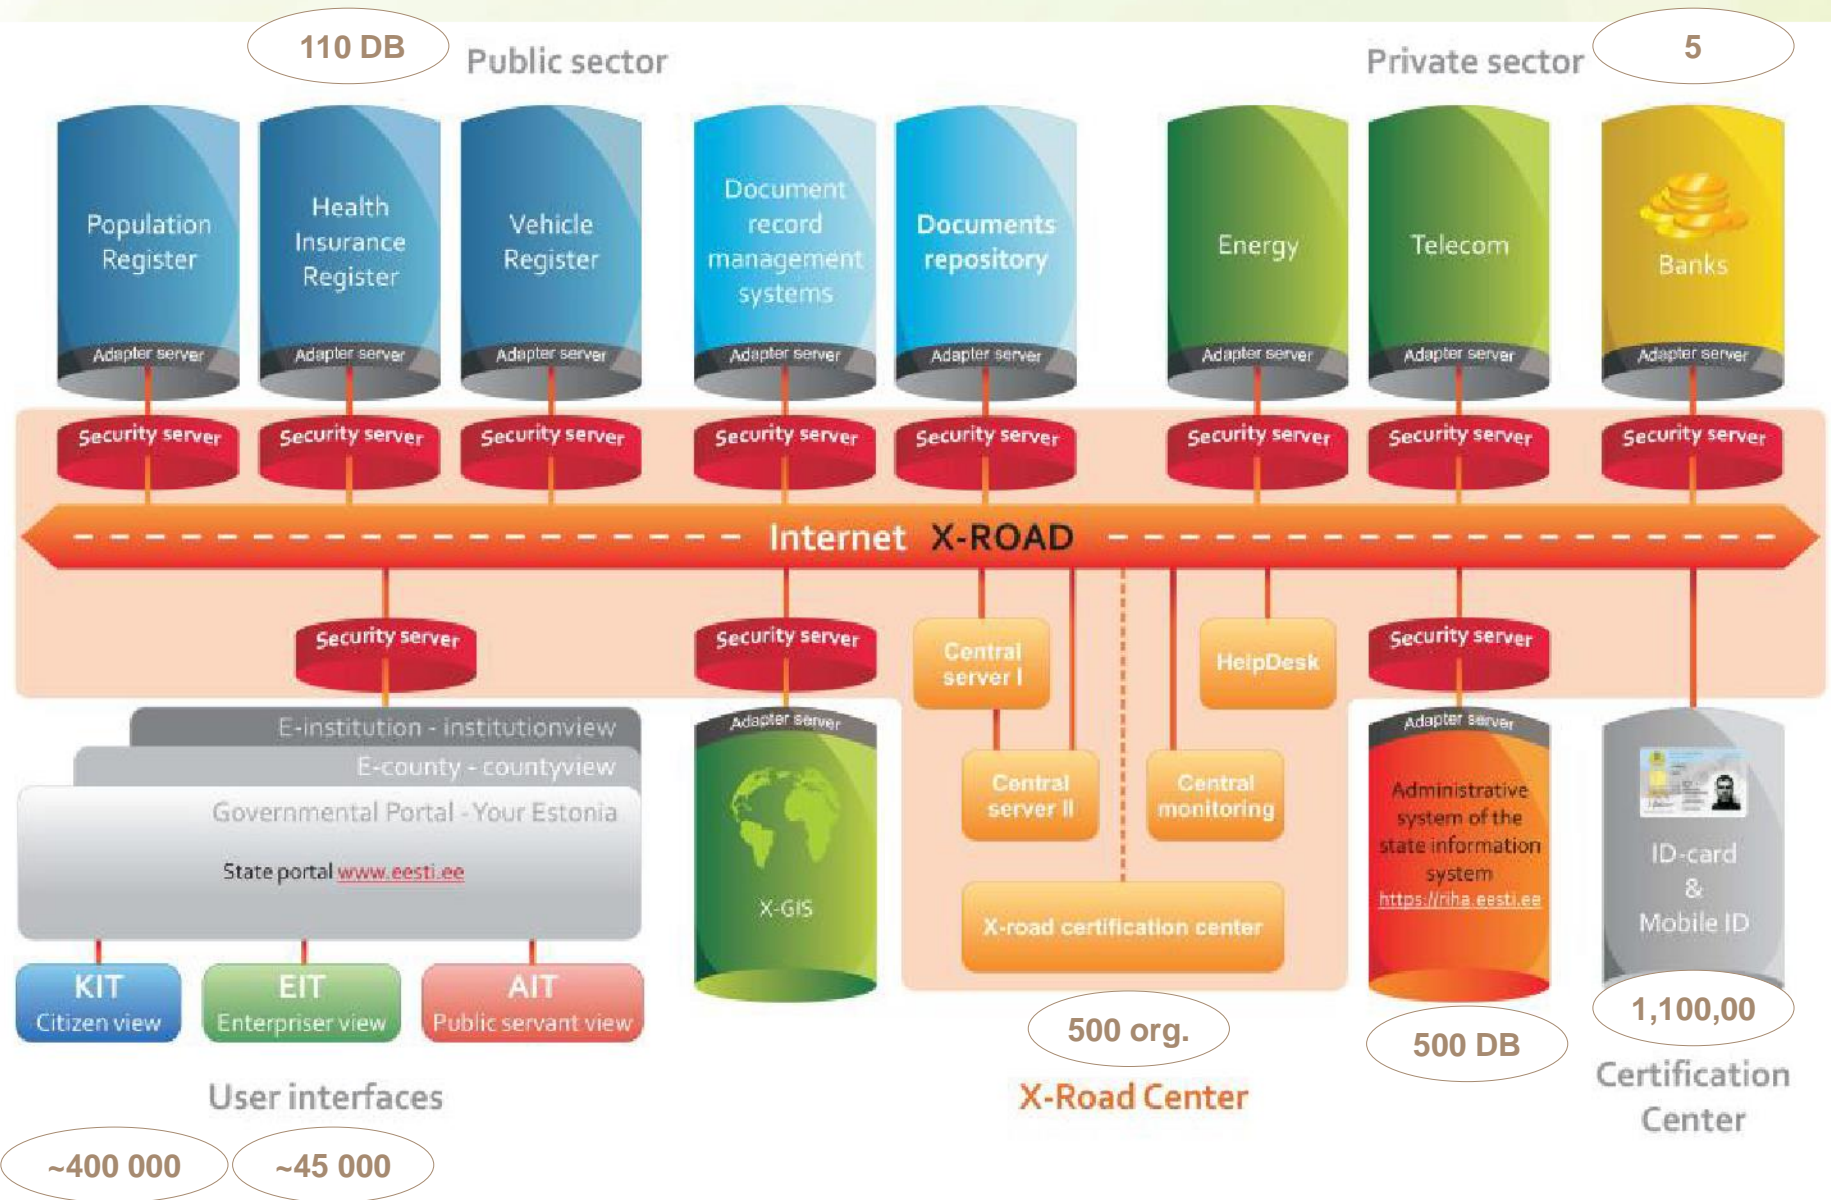 110 DB
Public sector
Private sector
5
Population
Register
Adapter server
Health
Insurance
Register
Adapter server
Vehicle
Register
Adapter server
Document
record
management
systems
Adapter server
Documents
repository
Adapter server
Energy
Adapter server
Telecom
Adapter server
Banks
Adapter server
Security server
Security server
Security server
Security server
Security server
Security server
Security server
Security server
Internet X-ROAD
Security server
Security server
Central
server I
HelpDesk
Security server
E-institution - institutionview
E-county - countyview
Governmental Portal - Your Estonia
State portal www.eesti.ee
Adapter server
X-GIS
Central
server II
Central
monitoring
X-road certification center
Adapter server
Administrative
system of the
state information
system
https://riha.eesti.ee
ID-card
&
Mobile ID
KIT
Citizen view
EIT
Enterpriser view
AIT
Public servant view
500 org.
500 DB
1,100,00
User interfaces
X-Road Center
Certification
Center
~400 000
~45 000